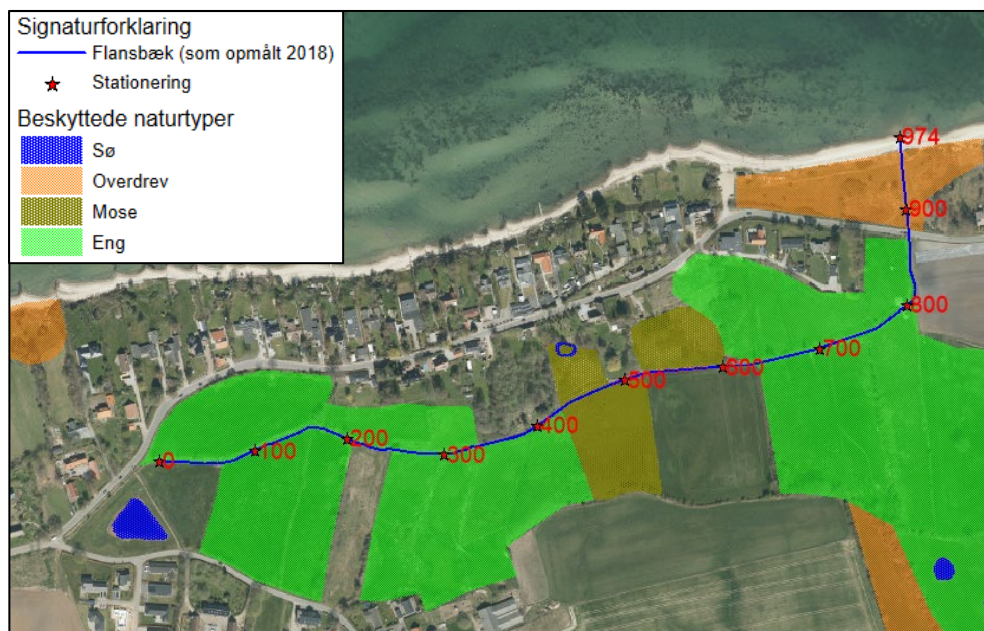 Signaturforklaring
Flansbæk (som opmålt 2018)
Stationering
Beskyttede naturtyper
Sø
Overdrev
Mose
Eng
974
900
800
700
600
500
400
300
200
100
0